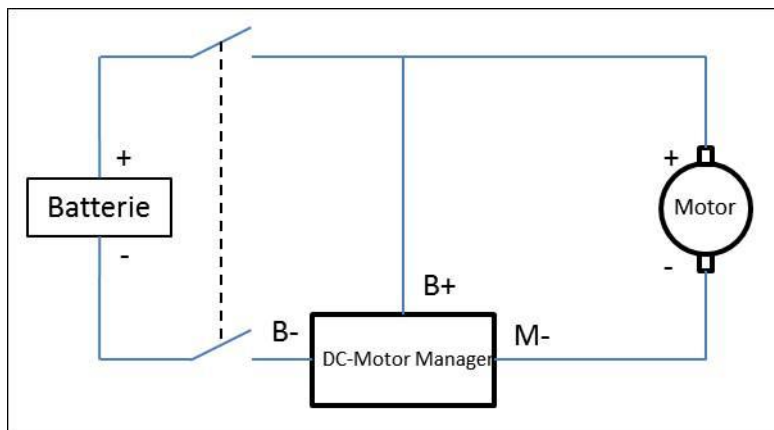 +
+
Batterie
Motor
-
-
B+
B-
M-
DC-Motor Manager